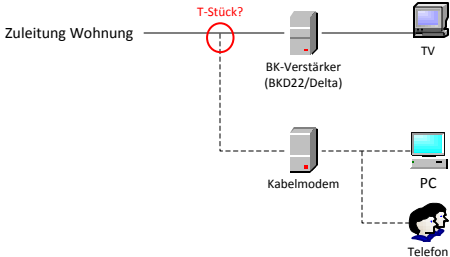 T-Stück?
Zuleitung Wohnung
TV
BK-Verstärker
(BKD22/Delta)
Kabelmodem
PC
Telefon